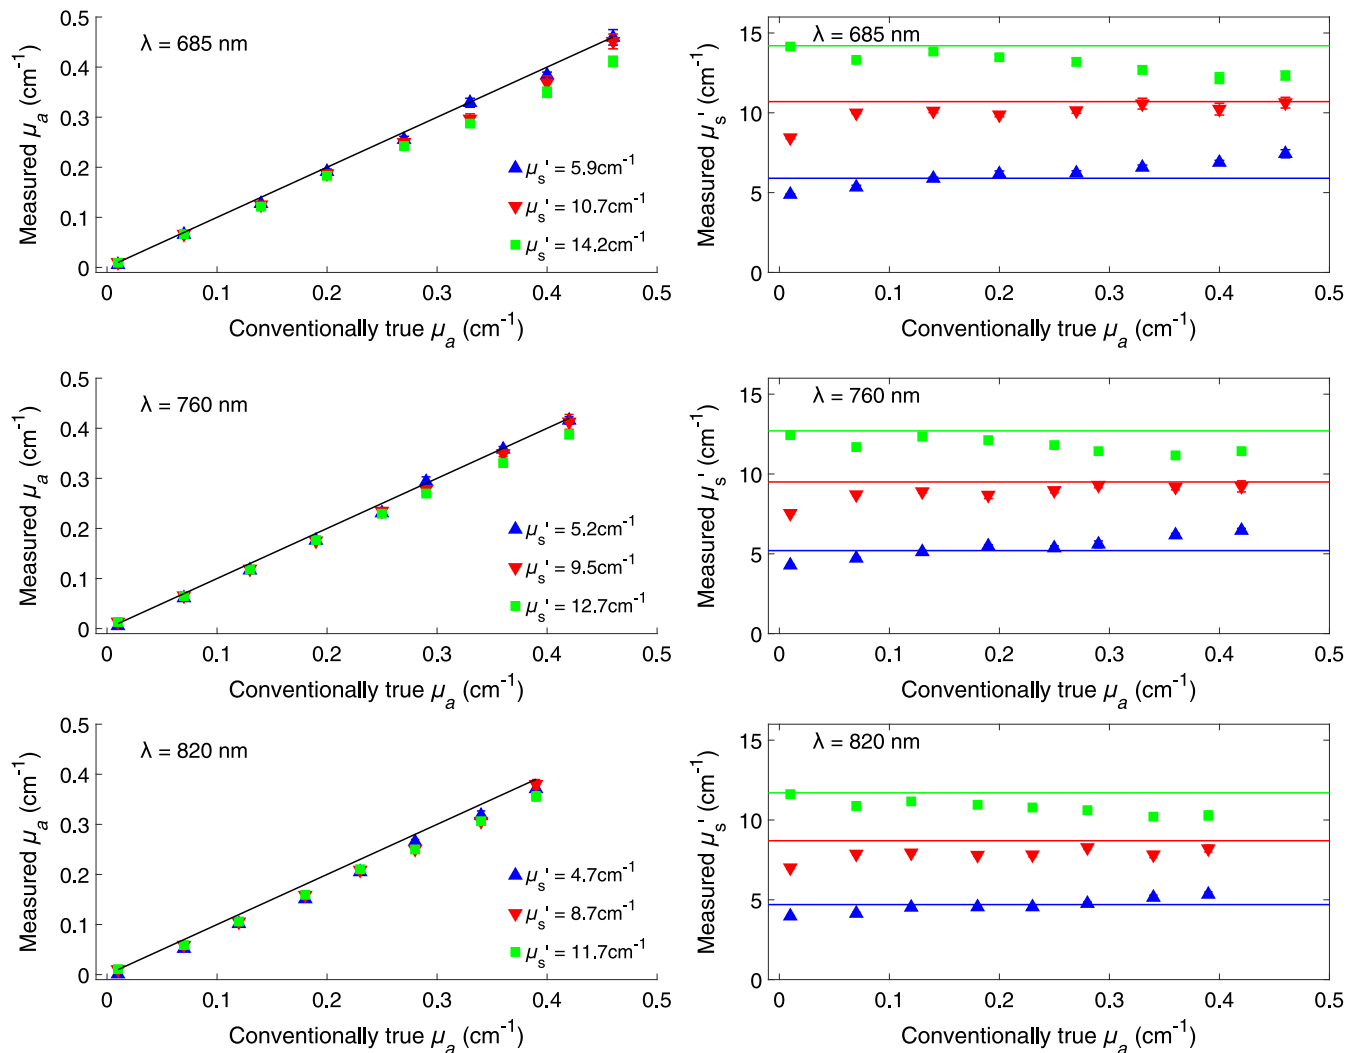 λ = 685 nm
Measured μa (cm-1)
0.5
0.4
0.3
0.2
0.1
0
μs' = 5.9cm-1
μs' = 10.7cm-1
μs' = 14.2cm-1
0 0.1 0.2 0.3 0.4 0.5
Conventionally true μa (cm-1)
λ = 685 nm
Measured μs' (cm-1)
15
10
5
0
0 0.1 0.2 0.3 0.4 0.5
Conventionally true μa (cm-1)
λ = 760 nm
Measured μa (cm-1)
0.5
0.4
0.3
0.2
0.1
0
μs' = 5.2cm-1
μs' = 9.5cm-1
μs' = 12.7cm-1
0 0.1 0.2 0.3 0.4 0.5
Conventionally true μa (cm-1)
λ = 760 nm
Measured μs' (cm-1)
15
10
5
0
0 0.1 0.2 0.3 0.4 0.5
Conventionally true μa (cm-1)
λ = 820 nm
Measured μa (cm-1)
0.5
0.4
0.3
0.2
0.1
0
μs' = 4.7cm-1
μs' = 8.7cm-1
μs' = 11.7cm-1
0 0.1 0.2 0.3 0.4 0.5
Conventionally true μa (cm-1)
λ = 820 nm
Measured μs' (cm-1)
15
10
5
0
0 0.1 0.2 0.3 0.4 0.5
Conventionally true μa (cm-1)